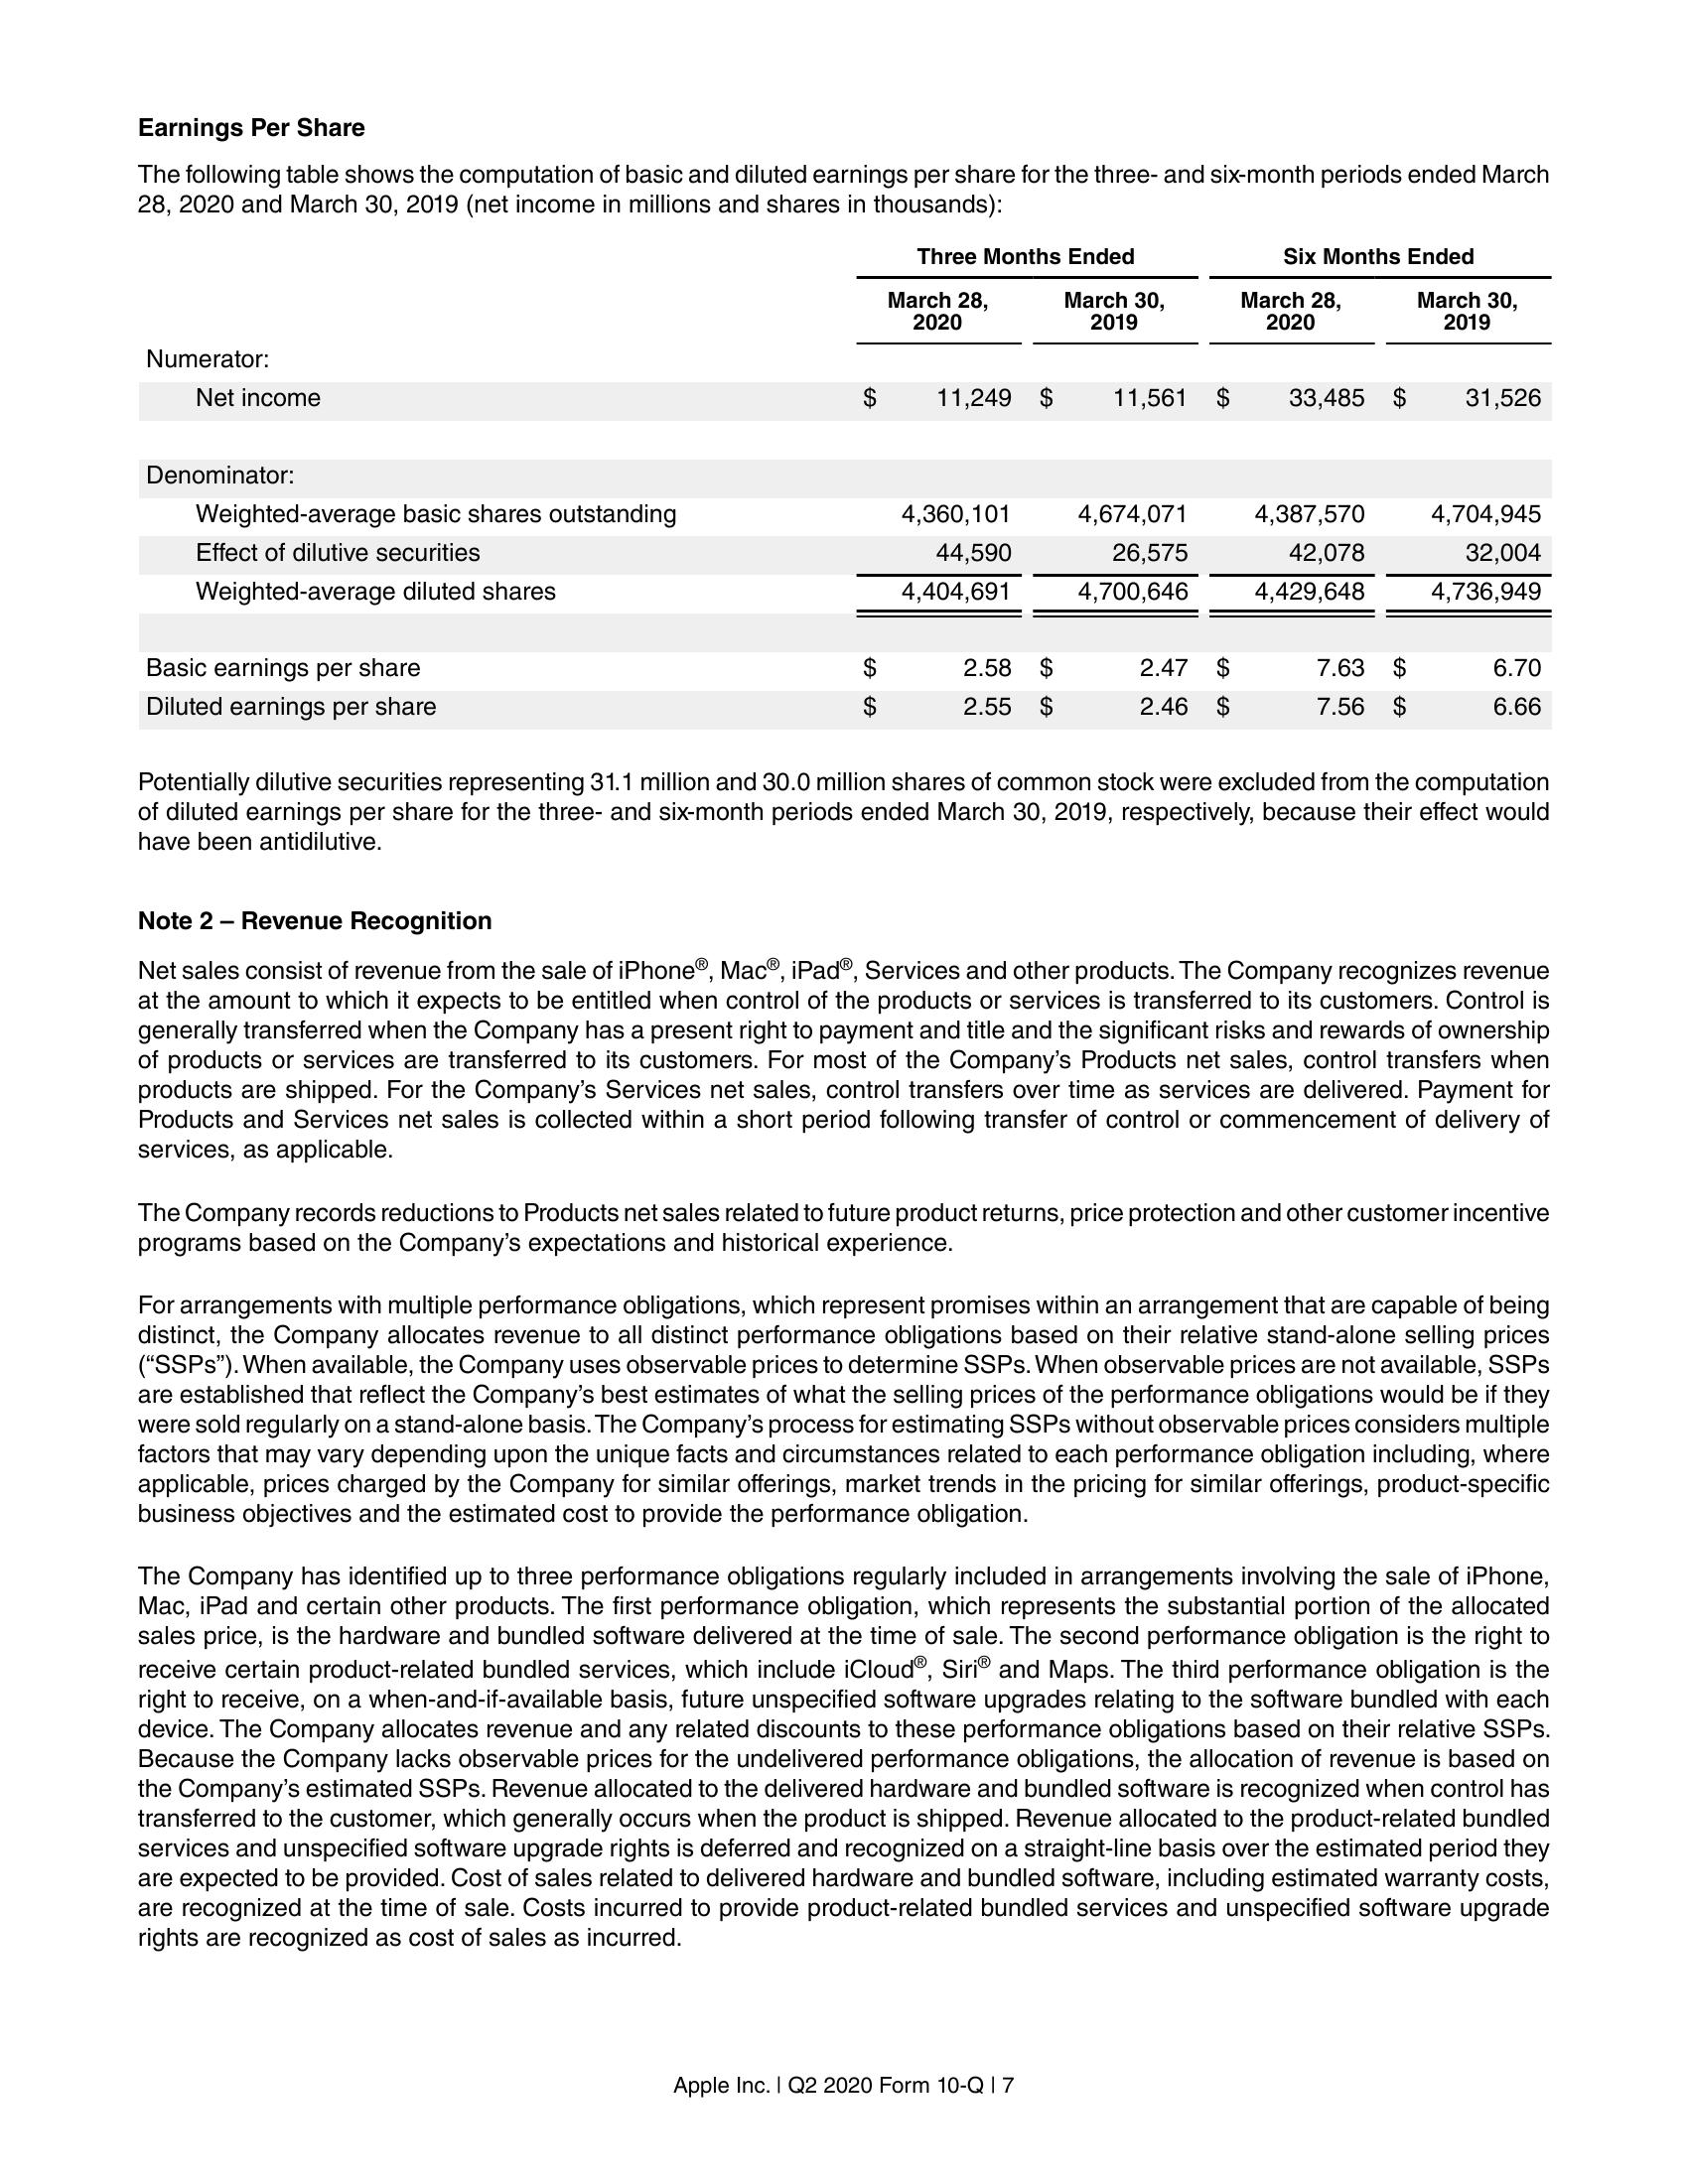 Earnings Per Share
The following table shows the computation of basic and diluted earnings per share for the three- and six-month periods ended March
28, 2020 and March 30, 2019 (net income in millions and shares in thousands):
Three Months Ended Six Months Ended
March 28, 2020 March 30, 2019 March 28, 2020 March 30, 2019
Numerator:
Net income $ 11,249 $ 11,561 $ 33,485 $ 31,526
Denominator:
Weighted-average basic shares outstanding 4,360,101 4,674,071 4,387,570 4,704,945
Effect of dilutive securities 44,590 26,575 42,078 32,004
Weighted-average diluted shares 4,404,691 4,700,646 4,429,648 4,736,949
Basic earnings per share $ 2.58 $ 2.47 $ 7.63 $ 6.70
Diluted earnings per share $ 2.55 $ 2.46 $ 7.56 $ 6.66
Potentially dilutive securities representing 31.1 million and 30.0 million shares of common stock were excluded from the computation
of diluted earnings per share for the three- and six-month periods ended March 30, 2019, respectively, because their effect would
have been antidilutive.
Note 2 – Revenue Recognition
Net sales consist of revenue from the sale of iPhone®, Mac®, iPad®, Services and other products. The Company recognizes revenue
at the amount to which it expects to be entitled when control of the products or services is transferred to its customers. Control is
generally transferred when the Company has a present right to payment and title and the significant risks and rewards of ownership
of products or services are transferred to its customers. For most of the Company’s Products net sales, control transfers when
products are shipped. For the Company’s Services net sales, control transfers over time as services are delivered. Payment for
Products and Services net sales is collected within a short period following transfer of control or commencement of delivery of
services, as applicable.
The Company records reductions to Products net sales related to future product returns, price protection and other customer incentive
programs based on the Company’s expectations and historical experience.
For arrangements with multiple performance obligations, which represent promises within an arrangement that are capable of being
distinct, the Company allocates revenue to all distinct performance obligations based on their relative stand-alone selling prices
(“SSPs”). When available, the Company uses observable prices to determine SSPs. When observable prices are not available, SSPs
are established that reflect the Company’s best estimates of what the selling prices of the performance obligations would be if they
were sold regularly on a stand-alone basis. The Company’s process for estimating SSPs without observable prices considers multiple
factors that may vary depending upon the unique facts and circumstances related to each performance obligation including, where
applicable, prices charged by the Company for similar offerings, market trends in the pricing for similar offerings, product-specific
business objectives and the estimated cost to provide the performance obligation.
The Company has identified up to three performance obligations regularly included in arrangements involving the sale of iPhone,
Mac, iPad and certain other products. The first performance obligation, which represents the substantial portion of the allocated
sales price, is the hardware and bundled software delivered at the time of sale. The second performance obligation is the right to
receive certain product-related bundled services, which include iCloud®, Siri® and Maps. The third performance obligation is the
right to receive, on a when-and-if-available basis, future unspecified software upgrades relating to the software bundled with each
device. The Company allocates revenue and any related discounts to these performance obligations based on their relative SSPs.
Because the Company lacks observable prices for the undelivered performance obligations, the allocation of revenue is based on
the Company’s estimated SSPs. Revenue allocated to the delivered hardware and bundled software is recognized when control has
transferred to the customer, which generally occurs when the product is shipped. Revenue allocated to the product-related bundled
services and unspecified software upgrade rights is deferred and recognized on a straight-line basis over the estimated period they
are expected to be provided. Cost of sales related to delivered hardware and bundled software, including estimated warranty costs,
are recognized at the time of sale. Costs incurred to provide product-related bundled services and unspecified software upgrade
rights are recognized as cost of sales as incurred.
Apple Inc. | Q2 2020 Form 10-Q | 7